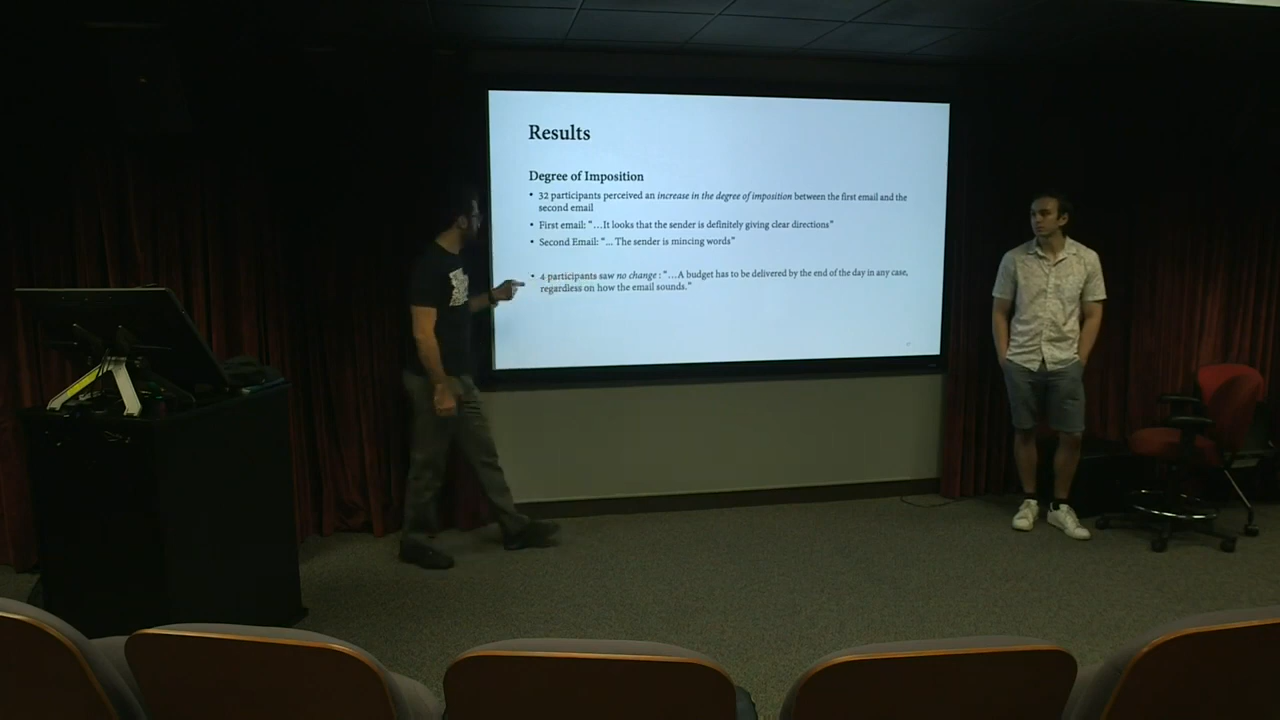 Results
Degree of Imposition
• 32 participants perceived an increase in the degree of imposition between the first email and the
second email
• First email: "…It looks that the sender is definitely giving clear directions"
• Second Email: "... The sender is mincing words"
• 4 participants saw no change : "…A budget has to be delivered by the end of the day in any case,
regardless on how the email sounds."